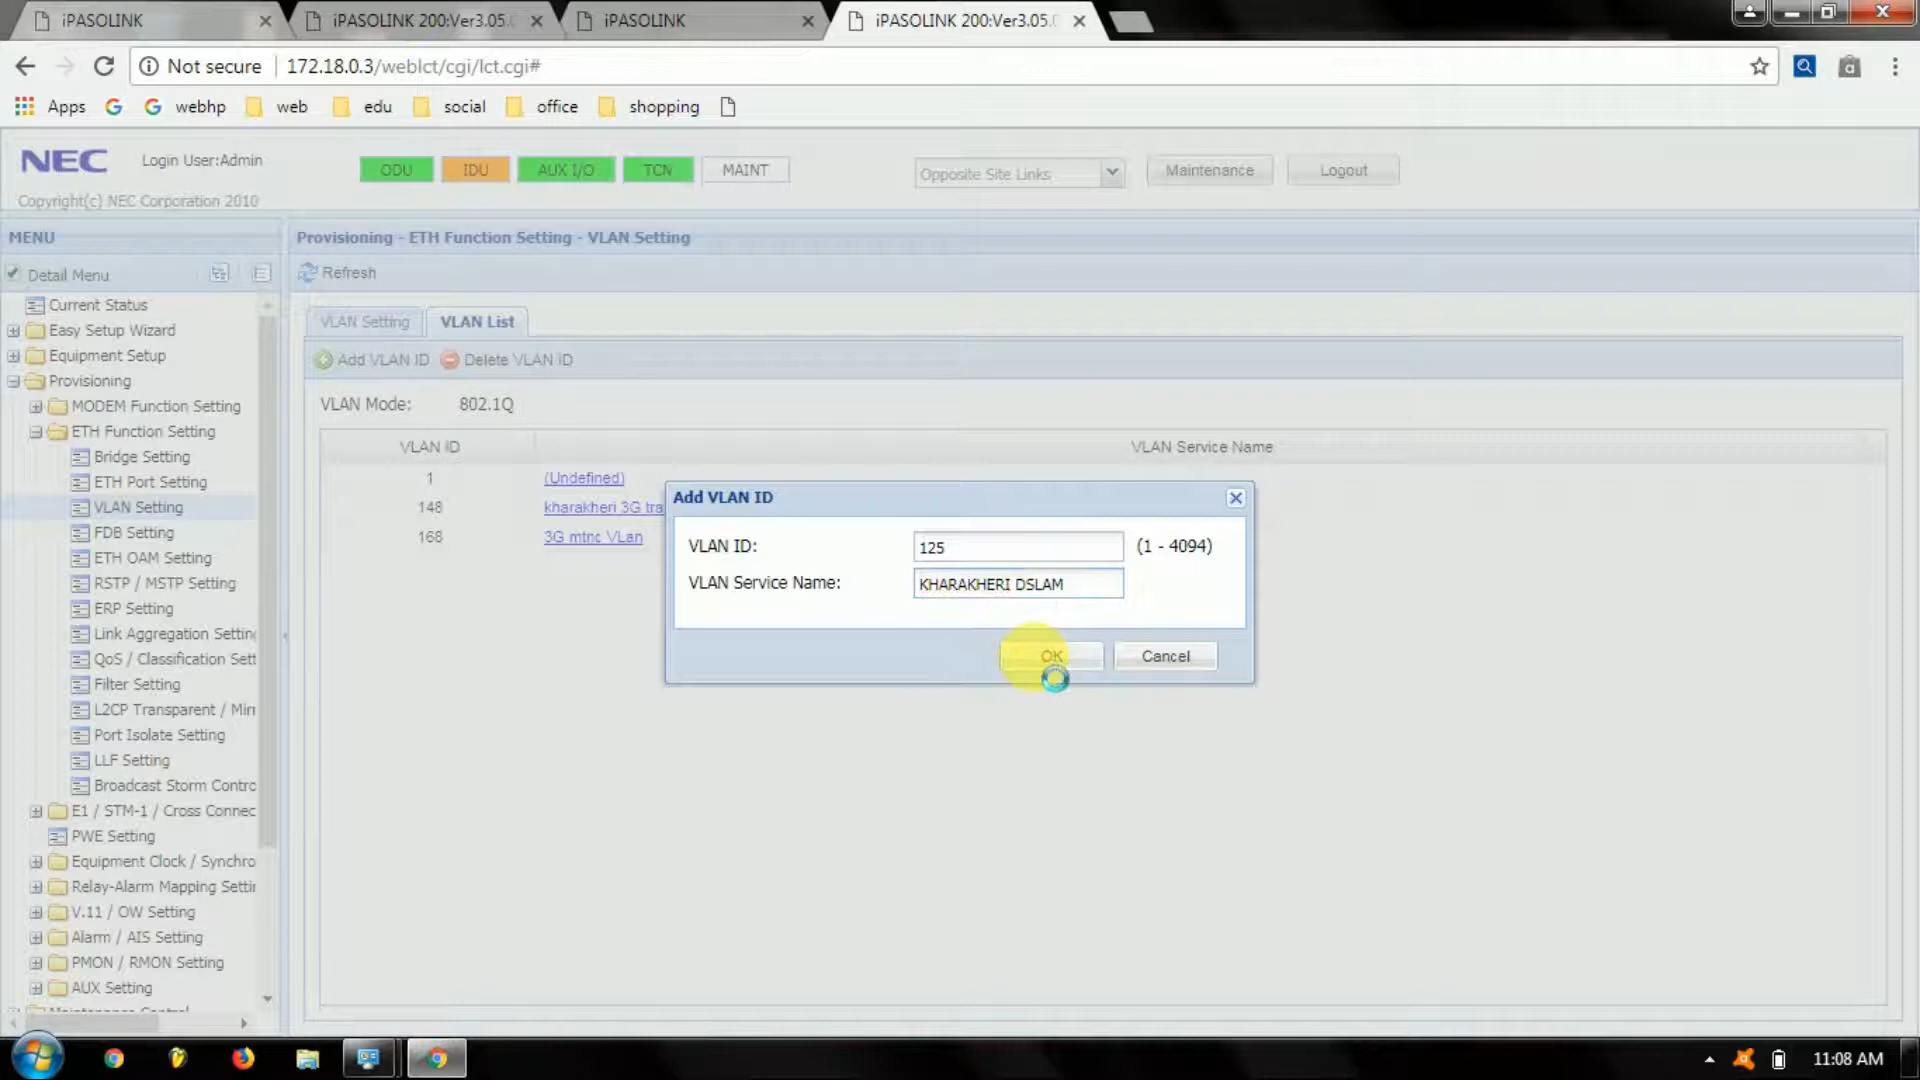 iPASOLINK
iPASOLINK 200:Ver3.05.0
iPASOLINK
iPASOLINK 200:Ver3.05.0
Not secure
172.18.0.3/weblct/cgi/lct.cgi#
Apps
webhp
web
edu
social
office
shopping
NEC
Login User:Admin
Copyright(c) NEC Corporation 2010
ODU
IDU
AUX I/O
TCN
MAINT
Opposite Site Links
Maintenance
Logout
MENU
Provisioning - ETH Function Setting - VLAN Setting
Detail Menu
Refresh
Current Status
Easy Setup Wizard
Equipment Setup
Provisioning
MODEM Function Setting
ETH Function Setting
Bridge Setting
ETH Port Setting
VLAN Setting
FDB Setting
ETH OAM Setting
RSTP / MSTP Setting
ERP Setting
Link Aggregation Setting
QoS / Classification Sett
Filter Setting
L2CP Transparent / Mirr
Port Isolate Setting
LLF Setting
Broadcast Storm Contro
E1 / STM-1 / Cross Connec
PWE Setting
Equipment Clock / Synchro
Relay-Alarm Mapping Settin
V.11 / OW Setting
Alarm / AIS Setting
PMON / RMON Setting
AUX Setting
VLAN Setting
VLAN List
Add VLAN ID
Delete VLAN ID
VLAN Mode: 802.1Q
VLAN ID VLAN Service Name
1 (Undefined)
148 kharakheri 3G tra
168 3G mtnc VLan
Add VLAN ID
VLAN ID: 125 (1 - 4094)
VLAN Service Name: KHARAKHERI DSLAM
OK
Cancel
11:08 AM